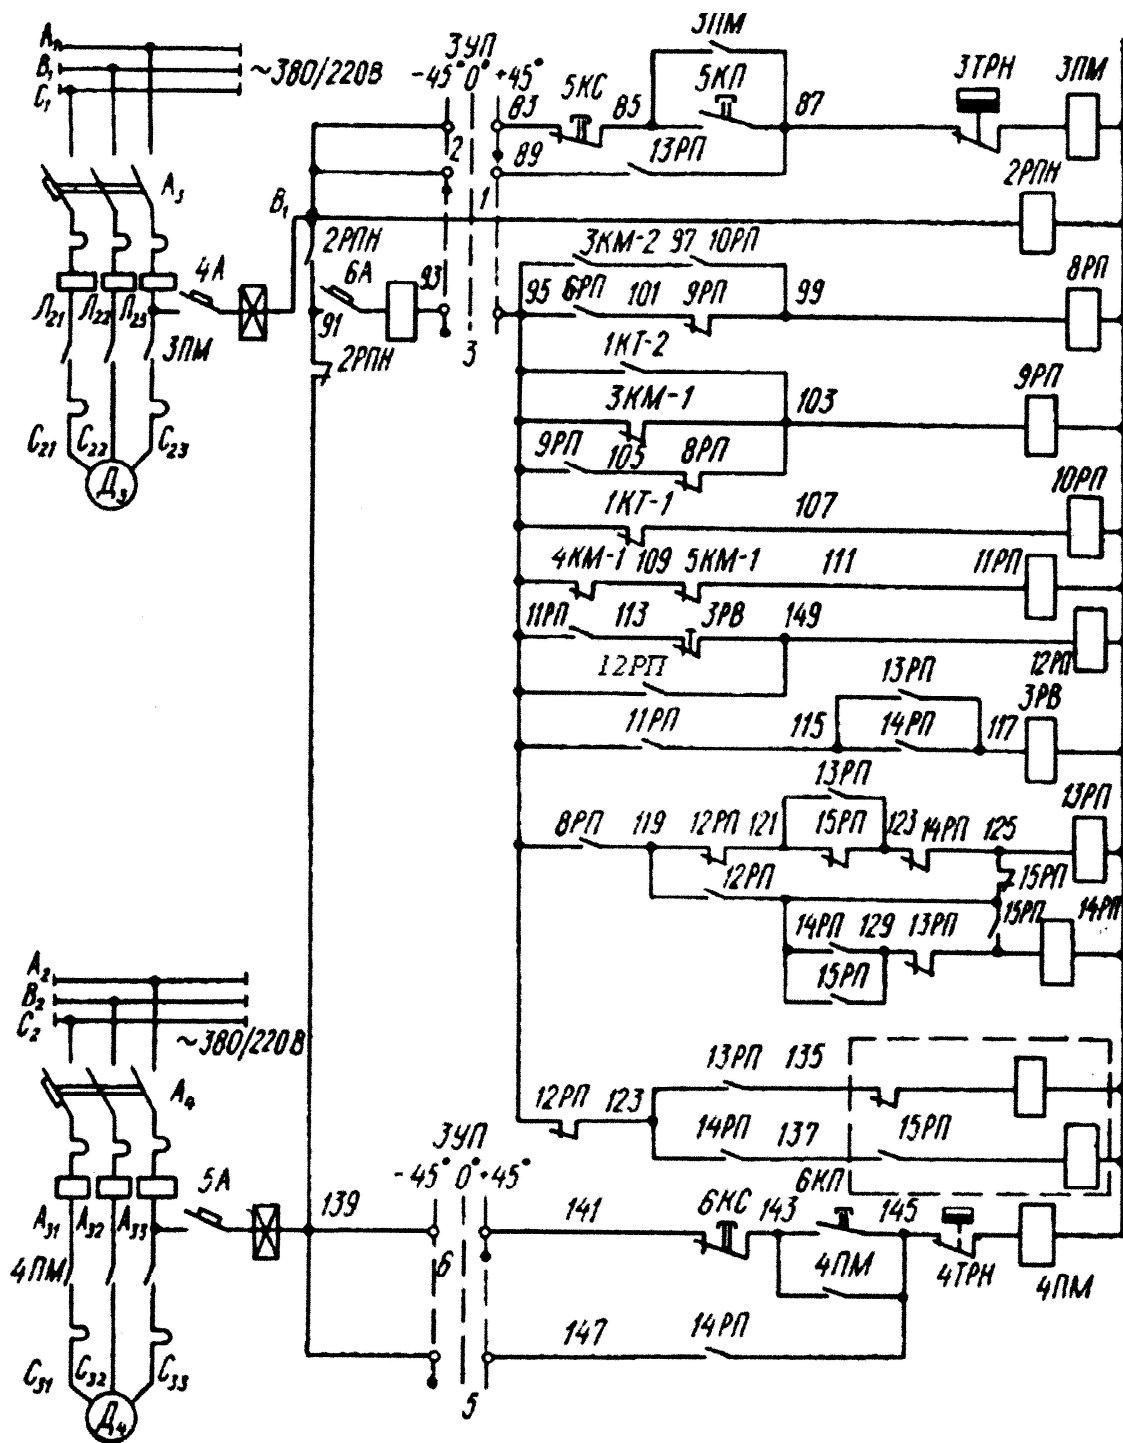 3ПМ
Aп
3УП
B1
~380/220В
-45° 0° +45°
5КП
3ТРН
3ПМ
C1
83
5КС
85
87
2
89
13РП
2РПН
A3
B1
1
2РПН
3КМ-2
97
10РП
8РП
4А
6А
93
95
6РП
101
9РП
99
Л21
Л22
Л23
91
1КТ-2
3ПМ
2РПН
3
9РП
3КМ-1
103
C21
C22
C23
9РП
105
8РП
10РП
Д3
1КТ-1
107
4КМ-1
109
5КМ-1
111
11РП
11РП
113
3РВ
149
12РП
12РП
13РП
3РВ
11РП
115
14РП
117
13РП
13РП
8РП
119
12РП
121
15РП
123
14РП
125
12РП
15РП
14РП
129
13РП
15РП
14РП
A2
15РП
B2
C2
~380/220В
13РП
135
A4
12РП
123
3УП
14РП
137
15РП
-45° 0° +45°
6КП
5А
139
141
6КС
143
145
A31
A32
A33
4ПМ
6
4ПМ
4ТРН
4ПМ
147
14РП
C31
C32
C33
5
Д4